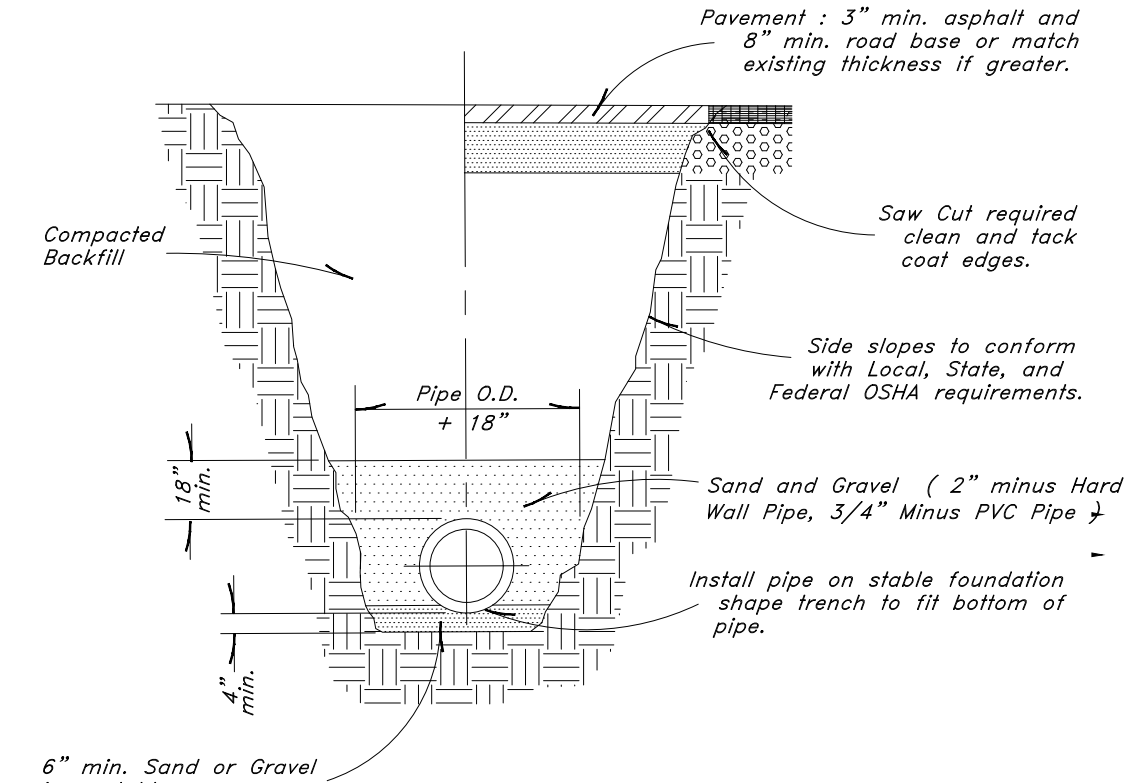 Pavement : 3" min. asphalt and
8" min. road base or match
existing thickness if greater.
Saw Cut required
clean and tack
coat edges.
Compacted
Backfill
Side slopes to conform
with Local, State, and
Federal OSHA requirements.
Pipe O.D.
+ 18"
18"
min.
Sand and Gravel ( 2" minus Hard
Wall Pipe, 3/4" Minus PVC Pipe )
Install pipe on stable foundation
shape trench to fit bottom of
pipe.
4"
min.
6" min. Sand or Gravel